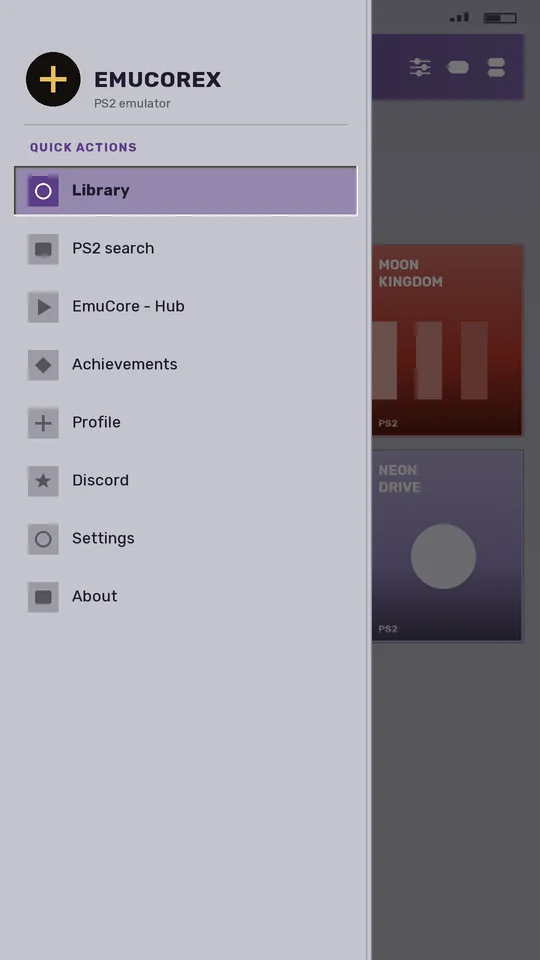 EMUCOREX
PS2 emulator
QUICK ACTIONS
Library
PS2 search
EmuCore - Hub
Achievements
Profile
Discord
Settings
About
MOON
KINGDOM
PS2
NEON
DRIVE
PS2